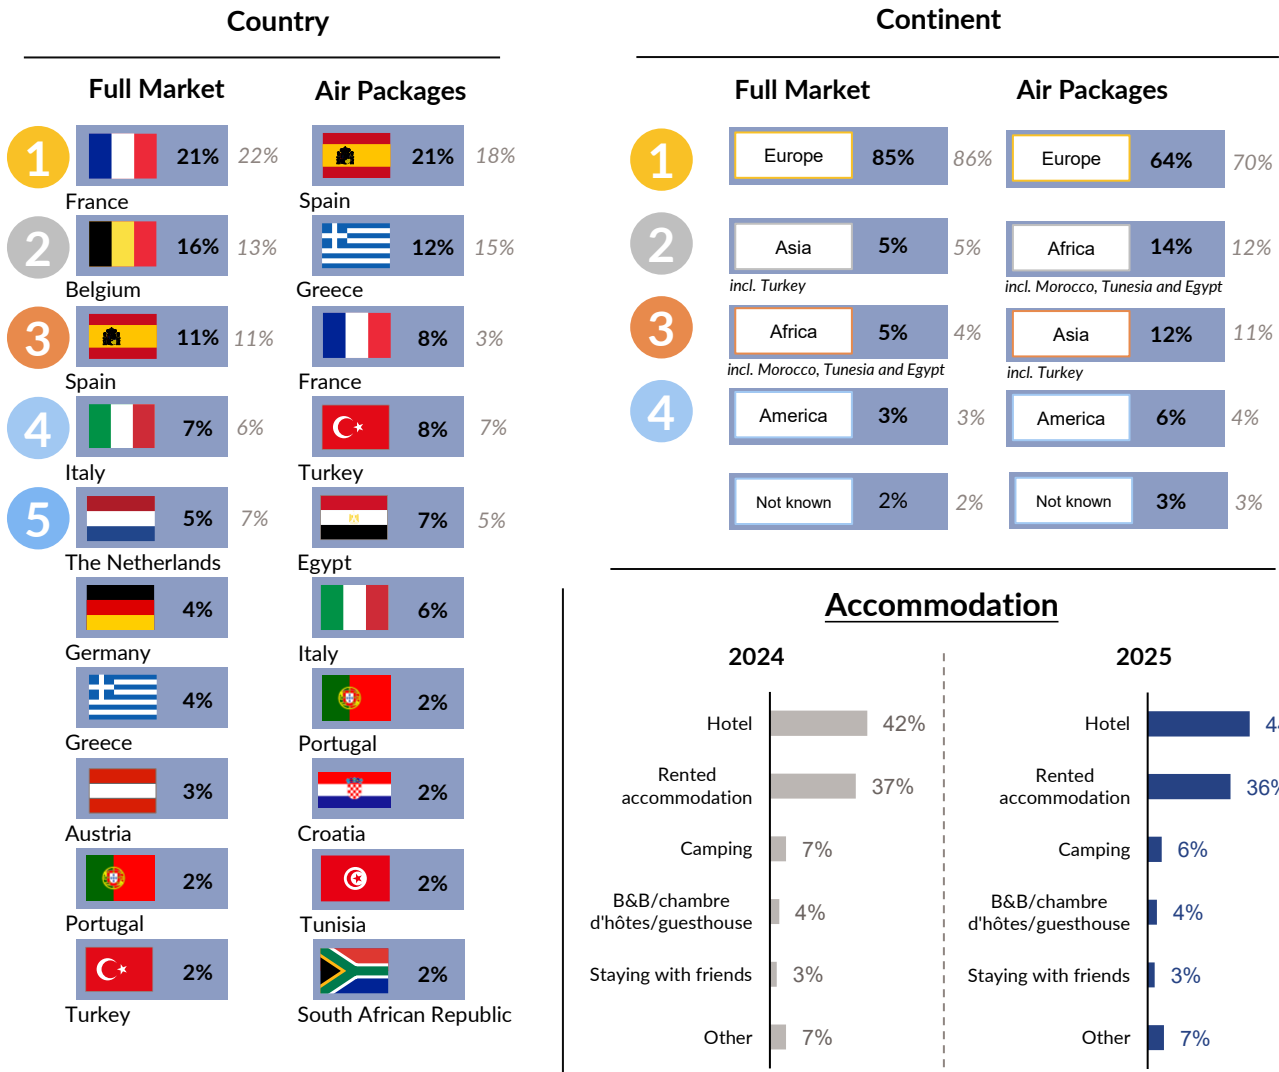 Country
Full Market
Air Packages
1
21% 22%
France
21% 18%
Spain
2
16% 13%
Belgium
12% 15%
Greece
3
11% 11%
Spain
8% 3%
France
4
7% 6%
Italy
8% 7%
Turkey
5
5% 7%
The Netherlands
7% 5%
Egypt
4%
Germany
6%
Italy
4%
Greece
2%
Portugal
3%
Austria
2%
Croatia
2%
Portugal
2%
Tunisia
2%
Turkey
2%
South African Republic
Continent
Full Market
Air Packages
1
Europe 85% 86%
Europe 64% 70%
2
Asia 5% 5%
incl. Turkey
Africa 14% 12%
incl. Morocco, Tunesia and Egypt
3
Africa 5% 4%
incl. Morocco, Tunesia and Egypt
Asia 12% 11%
incl. Turkey
4
America 3% 3%
America 6% 4%
Not known 2% 2%
Not known 3% 3%
Accommodation
2024
Hotel 42%
Rented
accommodation 37%
Camping 7%
B&B/chambre
d'hôtes/guesthouse 4%
Staying with friends 3%
Other 7%
2025
Hotel
Rented
accommodation 36%
Camping 6%
B&B/chambre
d'hôtes/guesthouse 4%
Staying with friends 3%
Other 7%